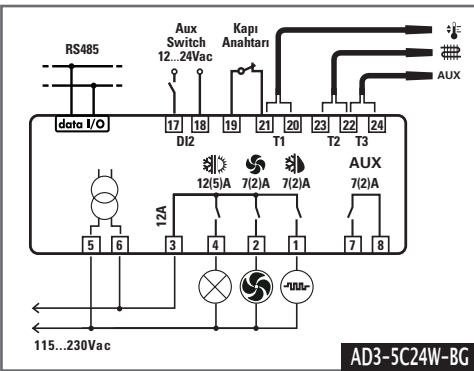 RS485
Aux
Switch
12...24Vac
Kapı
Anahtarı
AUX
data I/O
17 18 19 21 20 23 22 24
DI2 T1 T2 T3
12(5)A 7(2)A 7(2)A
AUX
7(2)A
12A
5 6 3 4 2 1 7 8
115...230Vac
AD3-5C24W-BG